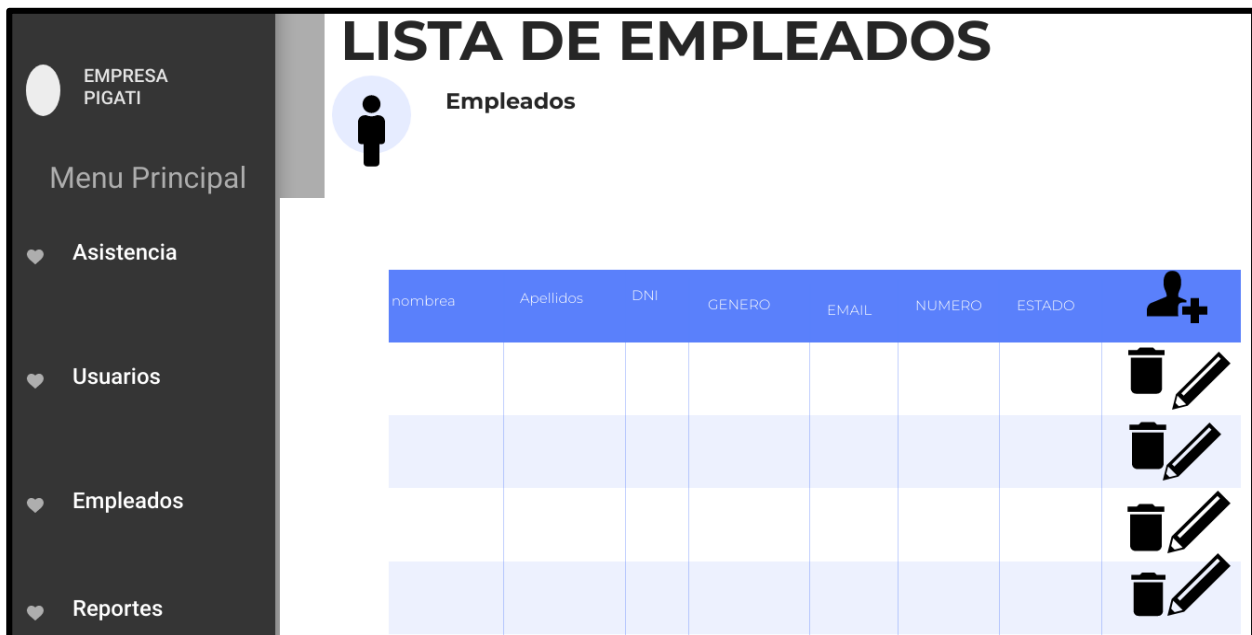 LISTA DE EMPLEADOS
EMPRESA
PIGATI
Empleados
Menu Principal
Asistencia
Usuarios
Empleados
Reportes
nombrea Apellidos DNI GENERO EMAIL NUMERO ESTADO